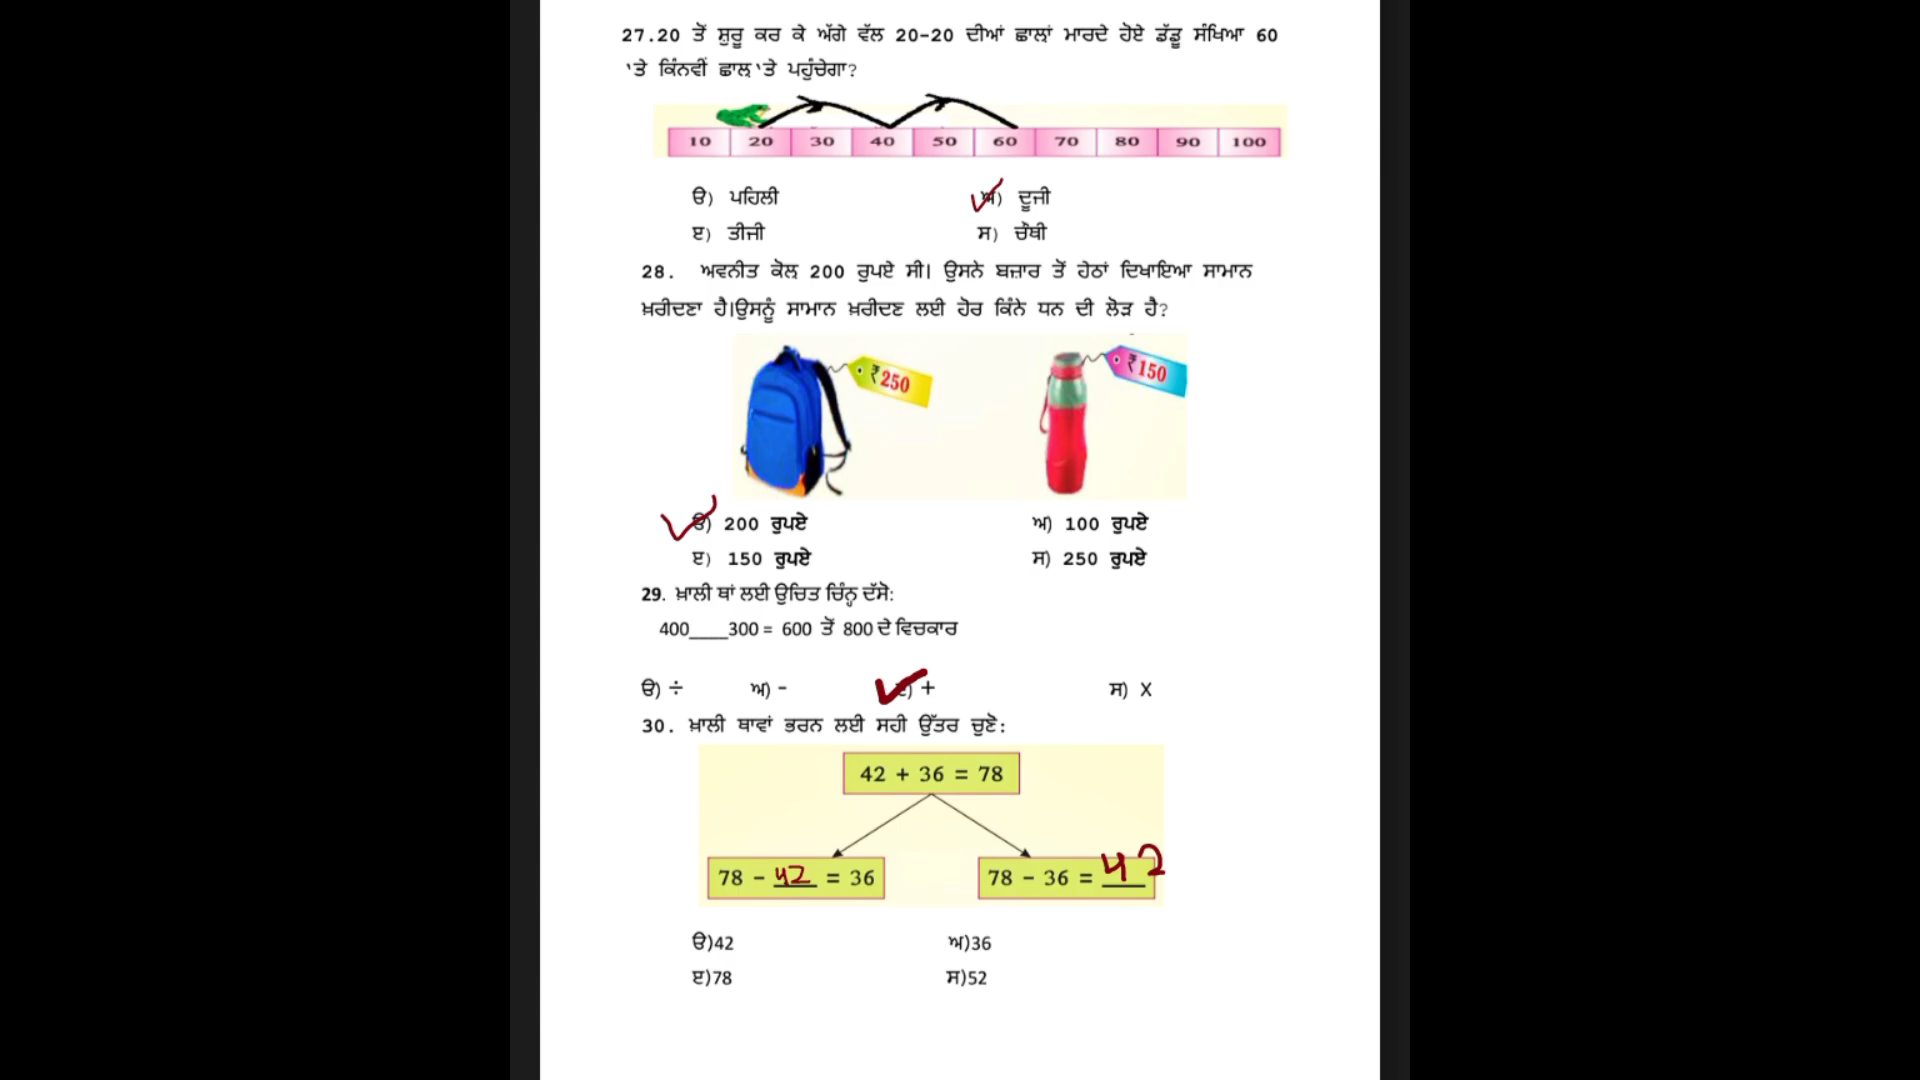 27.20 ਤੋਂ ਸ਼ੁਰੂ ਕਰ ਕੇ ਅੱਗੇ ਵੱਲ 20-20 ਦੀਆਂ ਛਾਲਾਂ ਮਾਰਦੇ ਹੋਏ ਡੱਡੂ ਸੰਖਿਆ 60
'ਤੇ ਕਿੰਨਵੀਂ ਛਾਲ 'ਤੇ ਪਹੁੰਚੇਗਾ?
10 20 30 40 50 60 70 80 90 100
ੳ) ਪਹਿਲੀ ਅ) ਦੂਜੀ
ੲ) ਤੀਜੀ ਸ) ਚੌਥੀ
28. ਅਵਨੀਤ ਕੋਲ 200 ਰੁਪਏ ਸੀ। ਉਸਨੇ ਬਜ਼ਾਰ ਤੋਂ ਹੇਠਾਂ ਦਿਖਾਇਆ ਸਾਮਾਨ
ਖ਼ਰੀਦਣਾ ਹੈ।ਉਸਨੂੰ ਸਾਮਾਨ ਖ਼ਰੀਦਣ ਲਈ ਹੋਰ ਕਿੰਨੇ ਧਨ ਦੀ ਲੋੜ ਹੈ?
₹250 ₹150
ੳ) 200 ਰੁਪਏ ਅ) 100 ਰੁਪਏ
ੲ) 150 ਰੁਪਏ ਸ) 250 ਰੁਪਏ
29. ਖ਼ਾਲੀ ਥਾਂ ਲਈ ਉਚਿਤ ਚਿੰਨ੍ਹ ਦੱਸੋ:
400____300 = 600 ਤੋਂ 800 ਦੇ ਵਿਚਕਾਰ
ੳ) ÷ ਅ) - ੲ) + ਸ) X
30. ਖ਼ਾਲੀ ਥਾਵਾਂ ਭਰਨ ਲਈ ਸਹੀ ਉੱਤਰ ਚੁਣੋ:
42 + 36 = 78
78 - 42 = 36 78 - 36 = 42
ੳ)42 ਅ)36
ੲ)78 ਸ)52